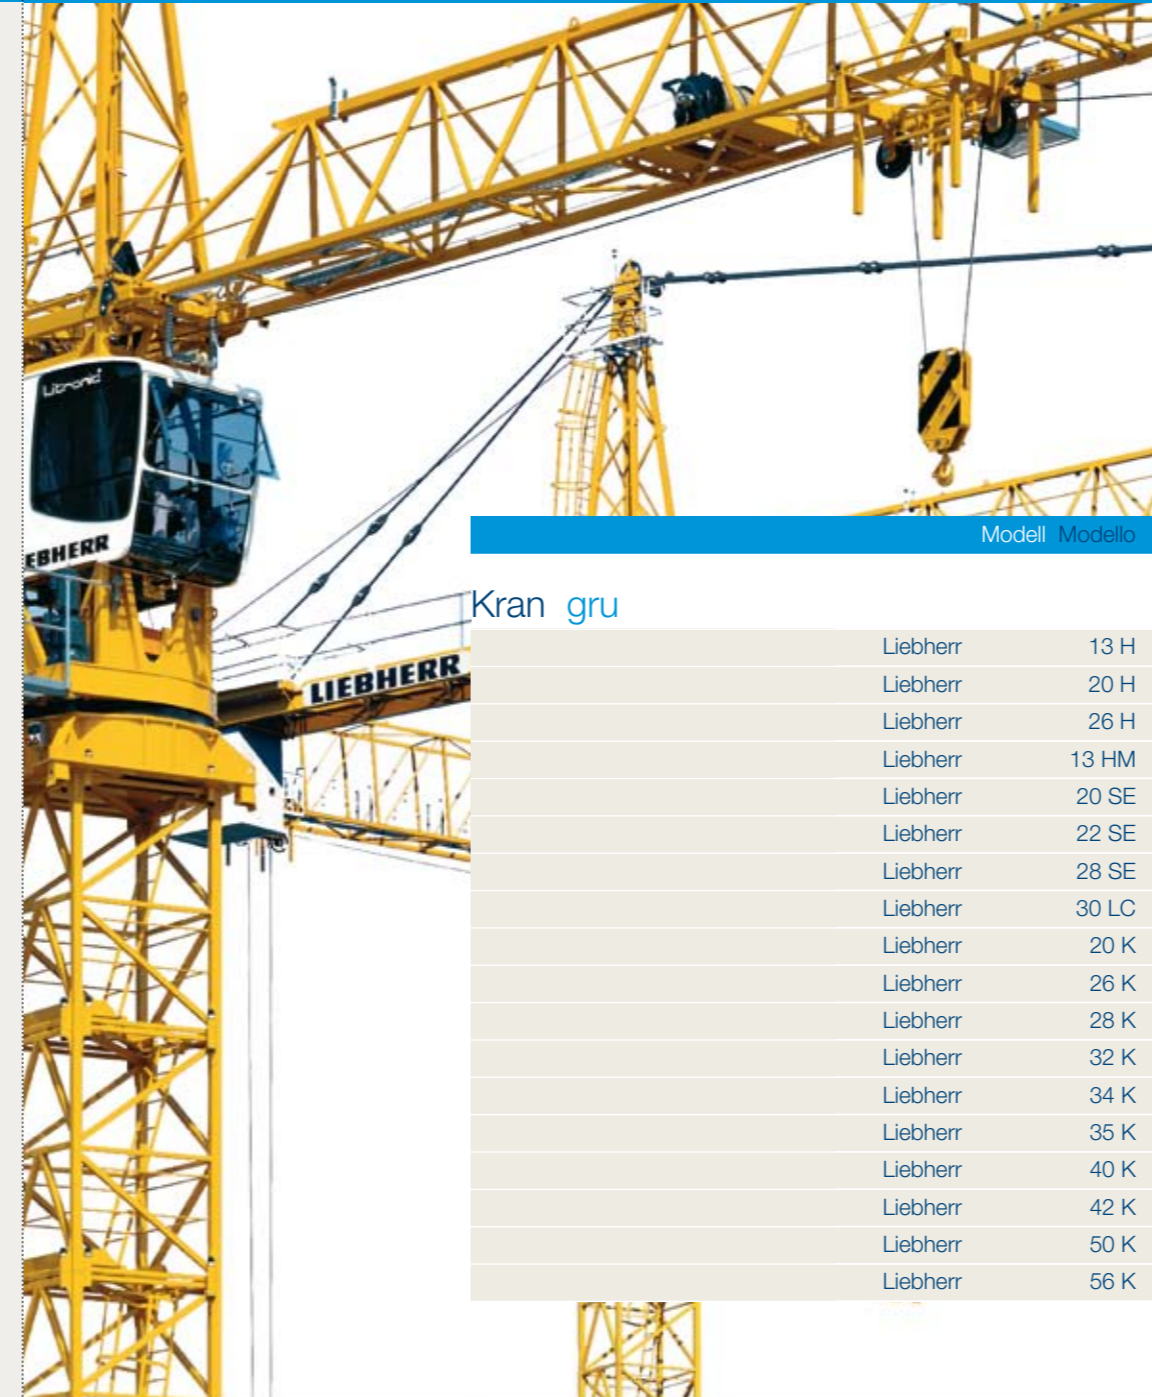 Litronic
EBHERR
LIEBHERR
Modell Modello
Kran gru
Liebherr 13 H
Liebherr 20 H
Liebherr 26 H
Liebherr 13 HM
Liebherr 20 SE
Liebherr 22 SE
Liebherr 28 SE
Liebherr 30 LC
Liebherr 20 K
Liebherr 26 K
Liebherr 28 K
Liebherr 32 K
Liebherr 34 K
Liebherr 35 K
Liebherr 40 K
Liebherr 42 K
Liebherr 50 K
Liebherr 56 K